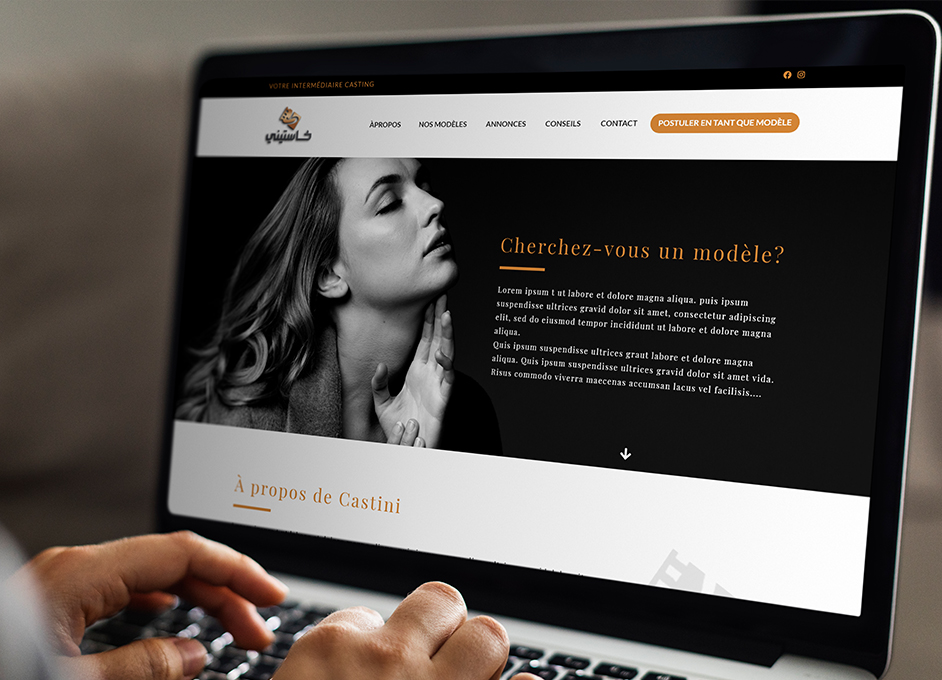 VOTRE INTERMÉDIAIRE CASTING
كاستيني
ÀPROPOS NOS MODÈLES ANNONCES CONSEILS CONTACT POSTULER EN TANT QUE MODÈLE
Cherchez-vous un modèle?
Lorem ipsum t ut labore et dolore magna aliqua. puis ipsum
suspendisse ultrices gravid dolor sit amet, consectetur adipiscing
elit, sed do eiusmod tempor incididunt ut labore et dolore magna
aliqua.
Quis ipsum suspendisse ultrices graut labore et dolore magna
aliqua. Quis ipsum suspendisse ultrices gravid dolor sit amet vida.
Risus commodo viverra maecenas accumsan lacus vel facilisis....
À propos de Castini